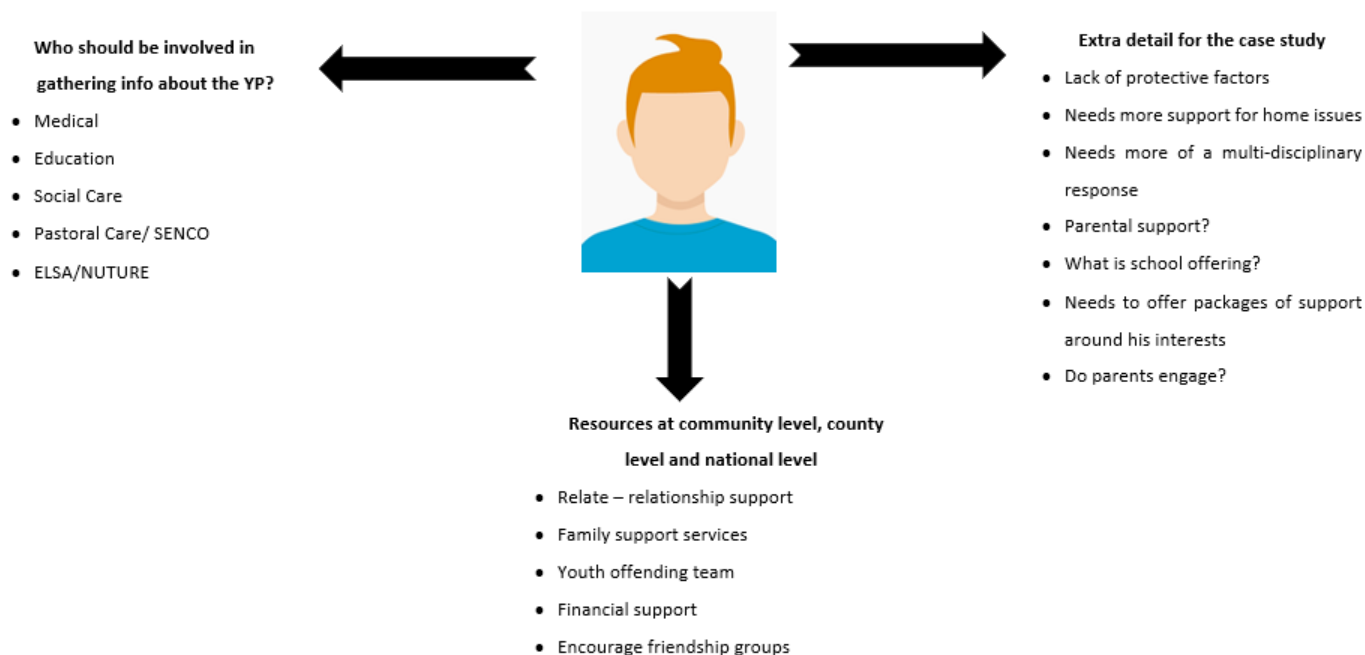 Who should be involved in
gathering info about the YP?
• Medical
• Education
• Social Care
• Pastoral Care/ SENCO
• ELSA/NUTURE
Extra detail for the case study
• Lack of protective factors
• Needs more support for home issues
• Needs more of a multi-disciplinary
response
• Parental support?
• What is school offering?
• Needs to offer packages of support
around his interests
• Do parents engage?
Resources at community level, county
level and national level
• Relate – relationship support
• Family support services
• Youth offending team
• Financial support
• Encourage friendship groups